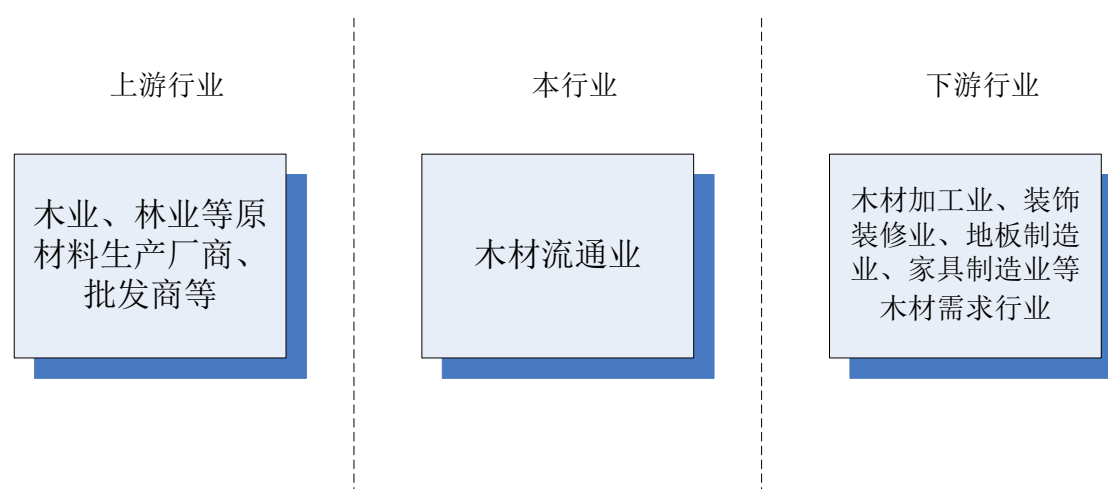 上游行业
本行业
下游行业
木业、林业等原
材料生产厂商、
批发商等
木材流通业
木材加工业、装饰
装修业、地板制造
业、家具制造业等
木材需求行业